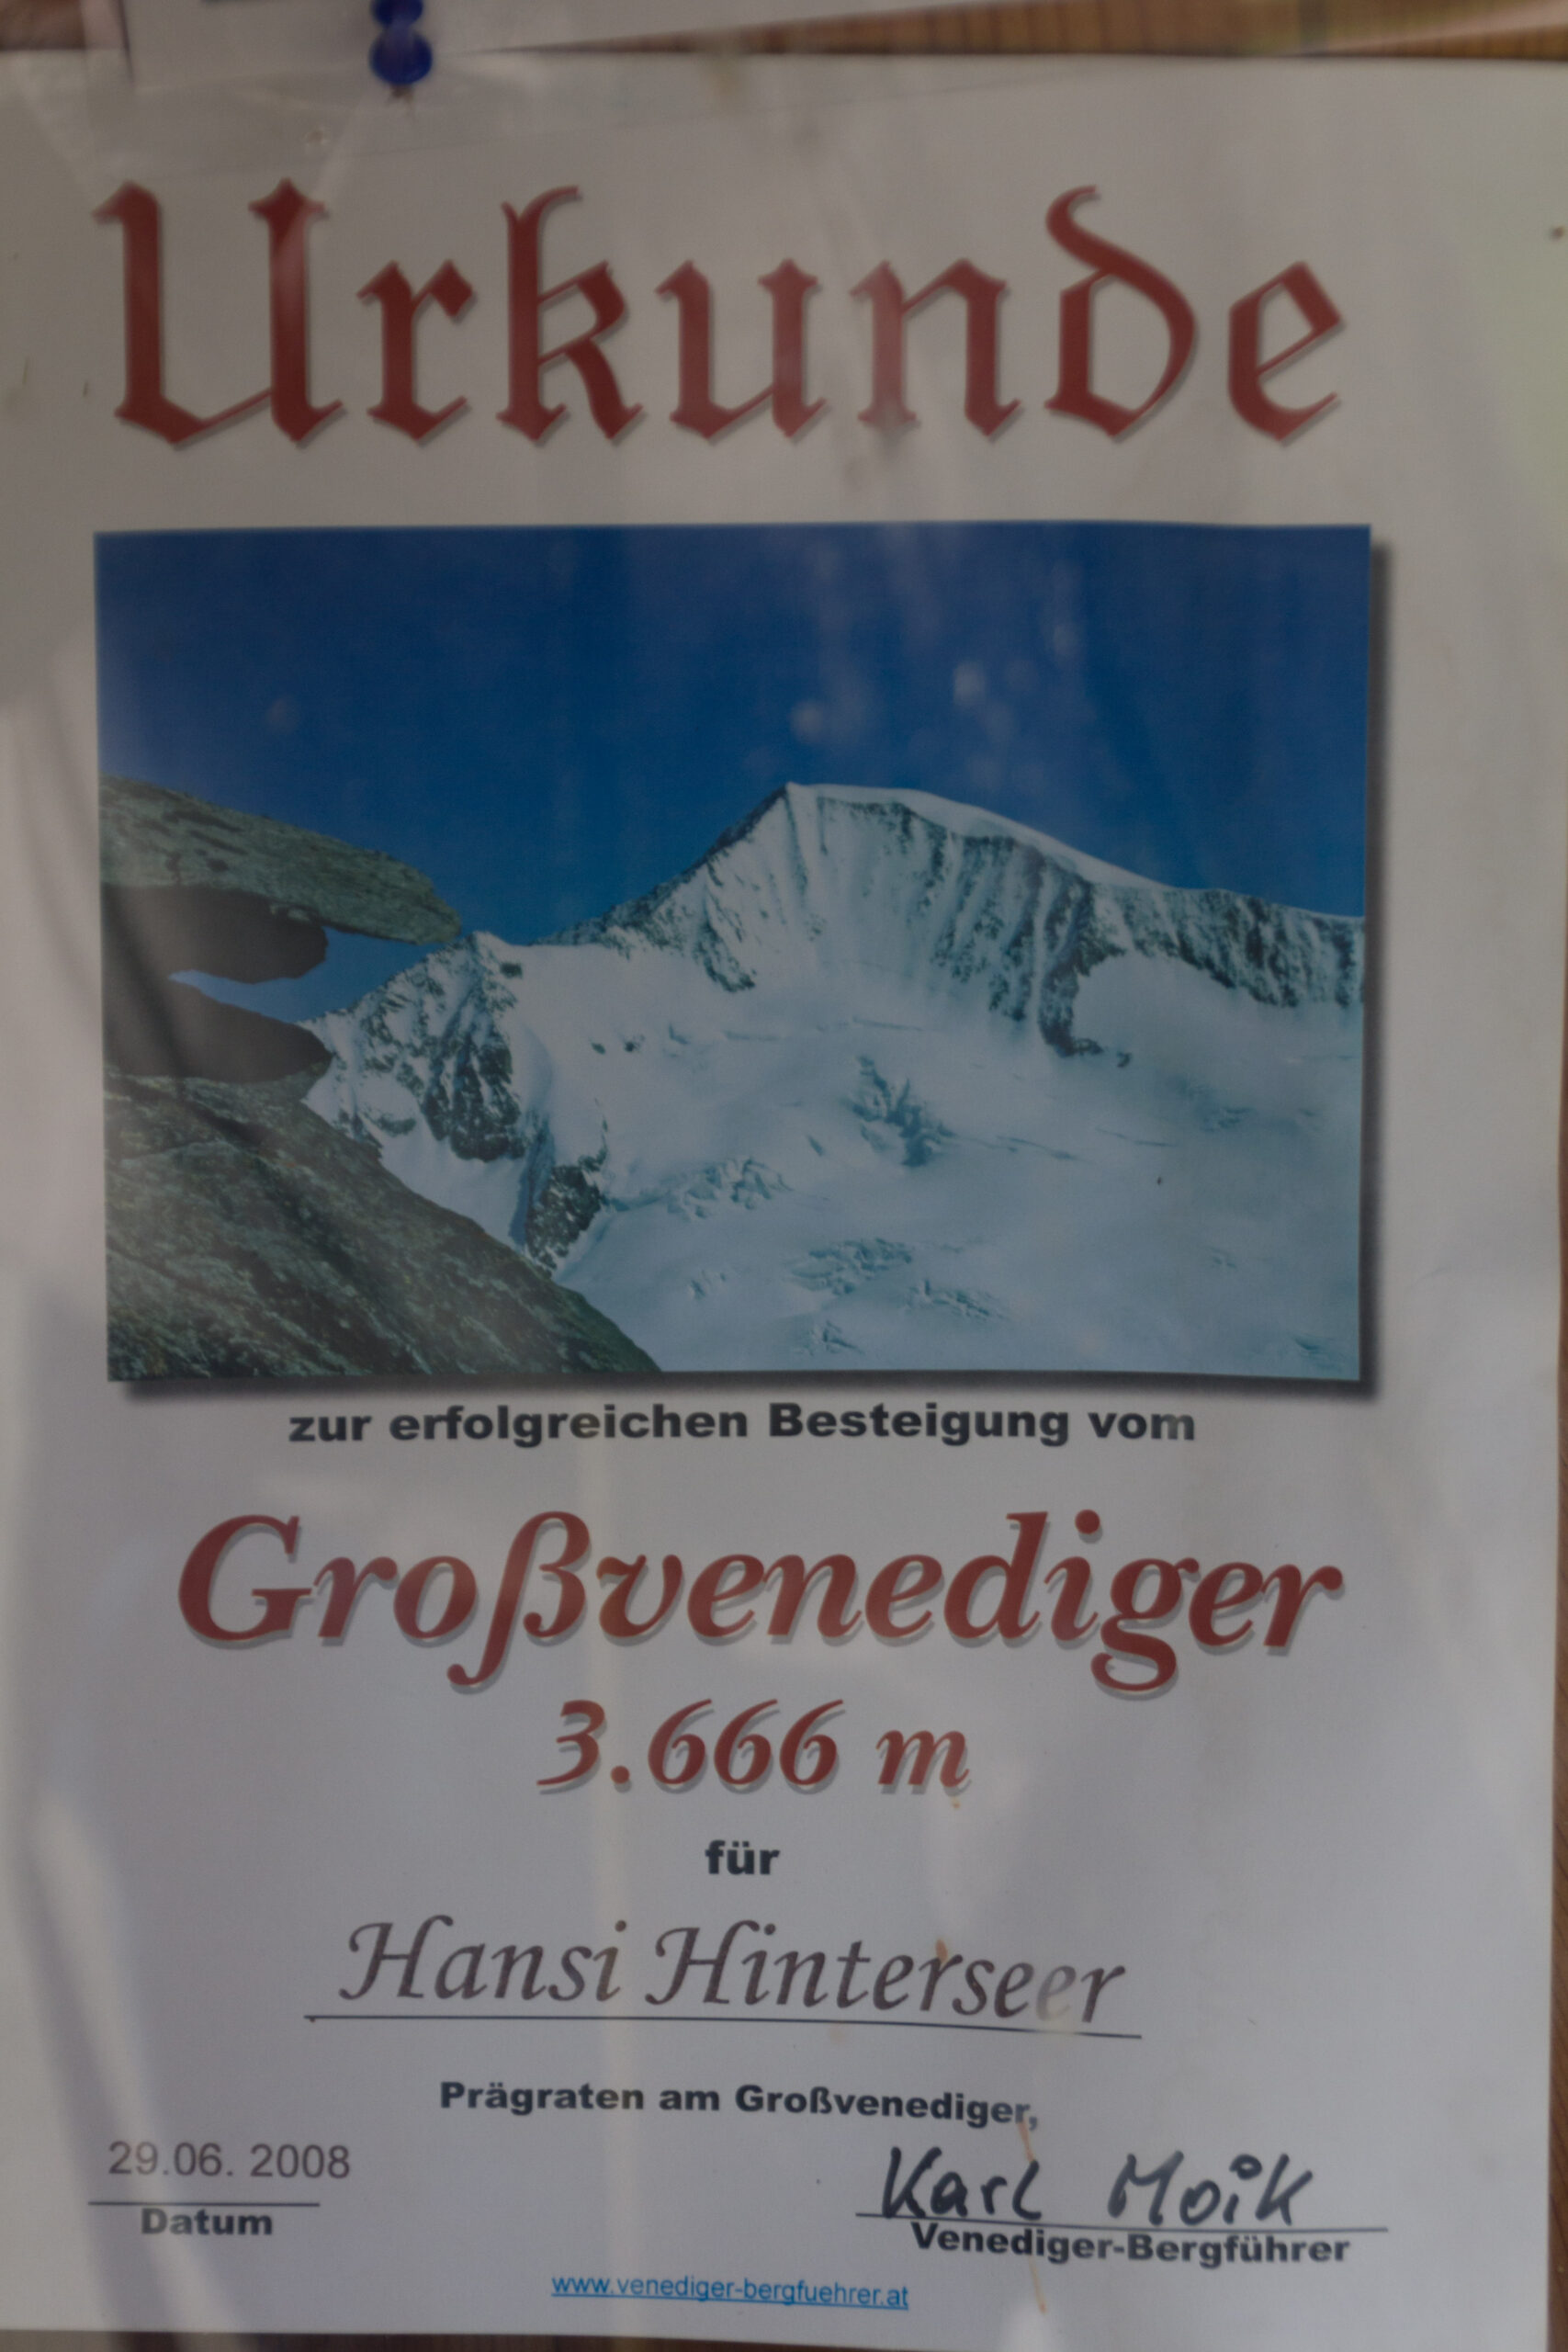 Urkunde
zur erfolgreichen Besteigung vom
Großvenediger
3.666 m
für
Hansi Hinterseer
Prägraten am Großvenediger,
29.06. 2008
Karl Moik
Datum
Venediger-Bergführer
www.venediger-bergfuehrer.at